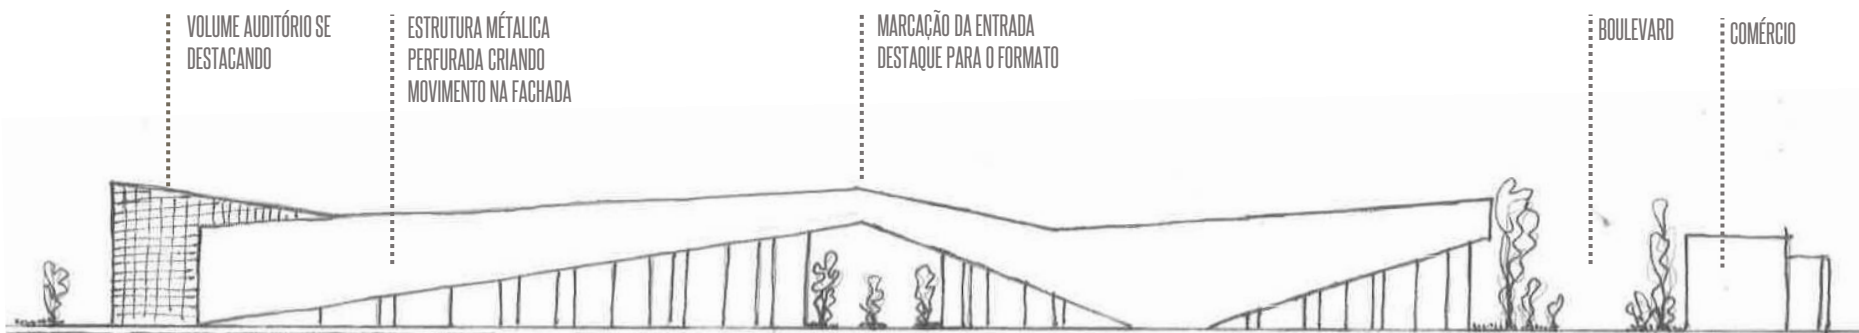 VOLUME AUDITÓRIO SE
DESTACANDO
ESTRUTURA MÉTALICA
PERFURADA CRIANDO
MOVIMENTO NA FACHADA
MARCAÇÃO DA ENTRADA
DESTAQUE PARA O FORMATO
BOULEVARD
COMÉRCIO